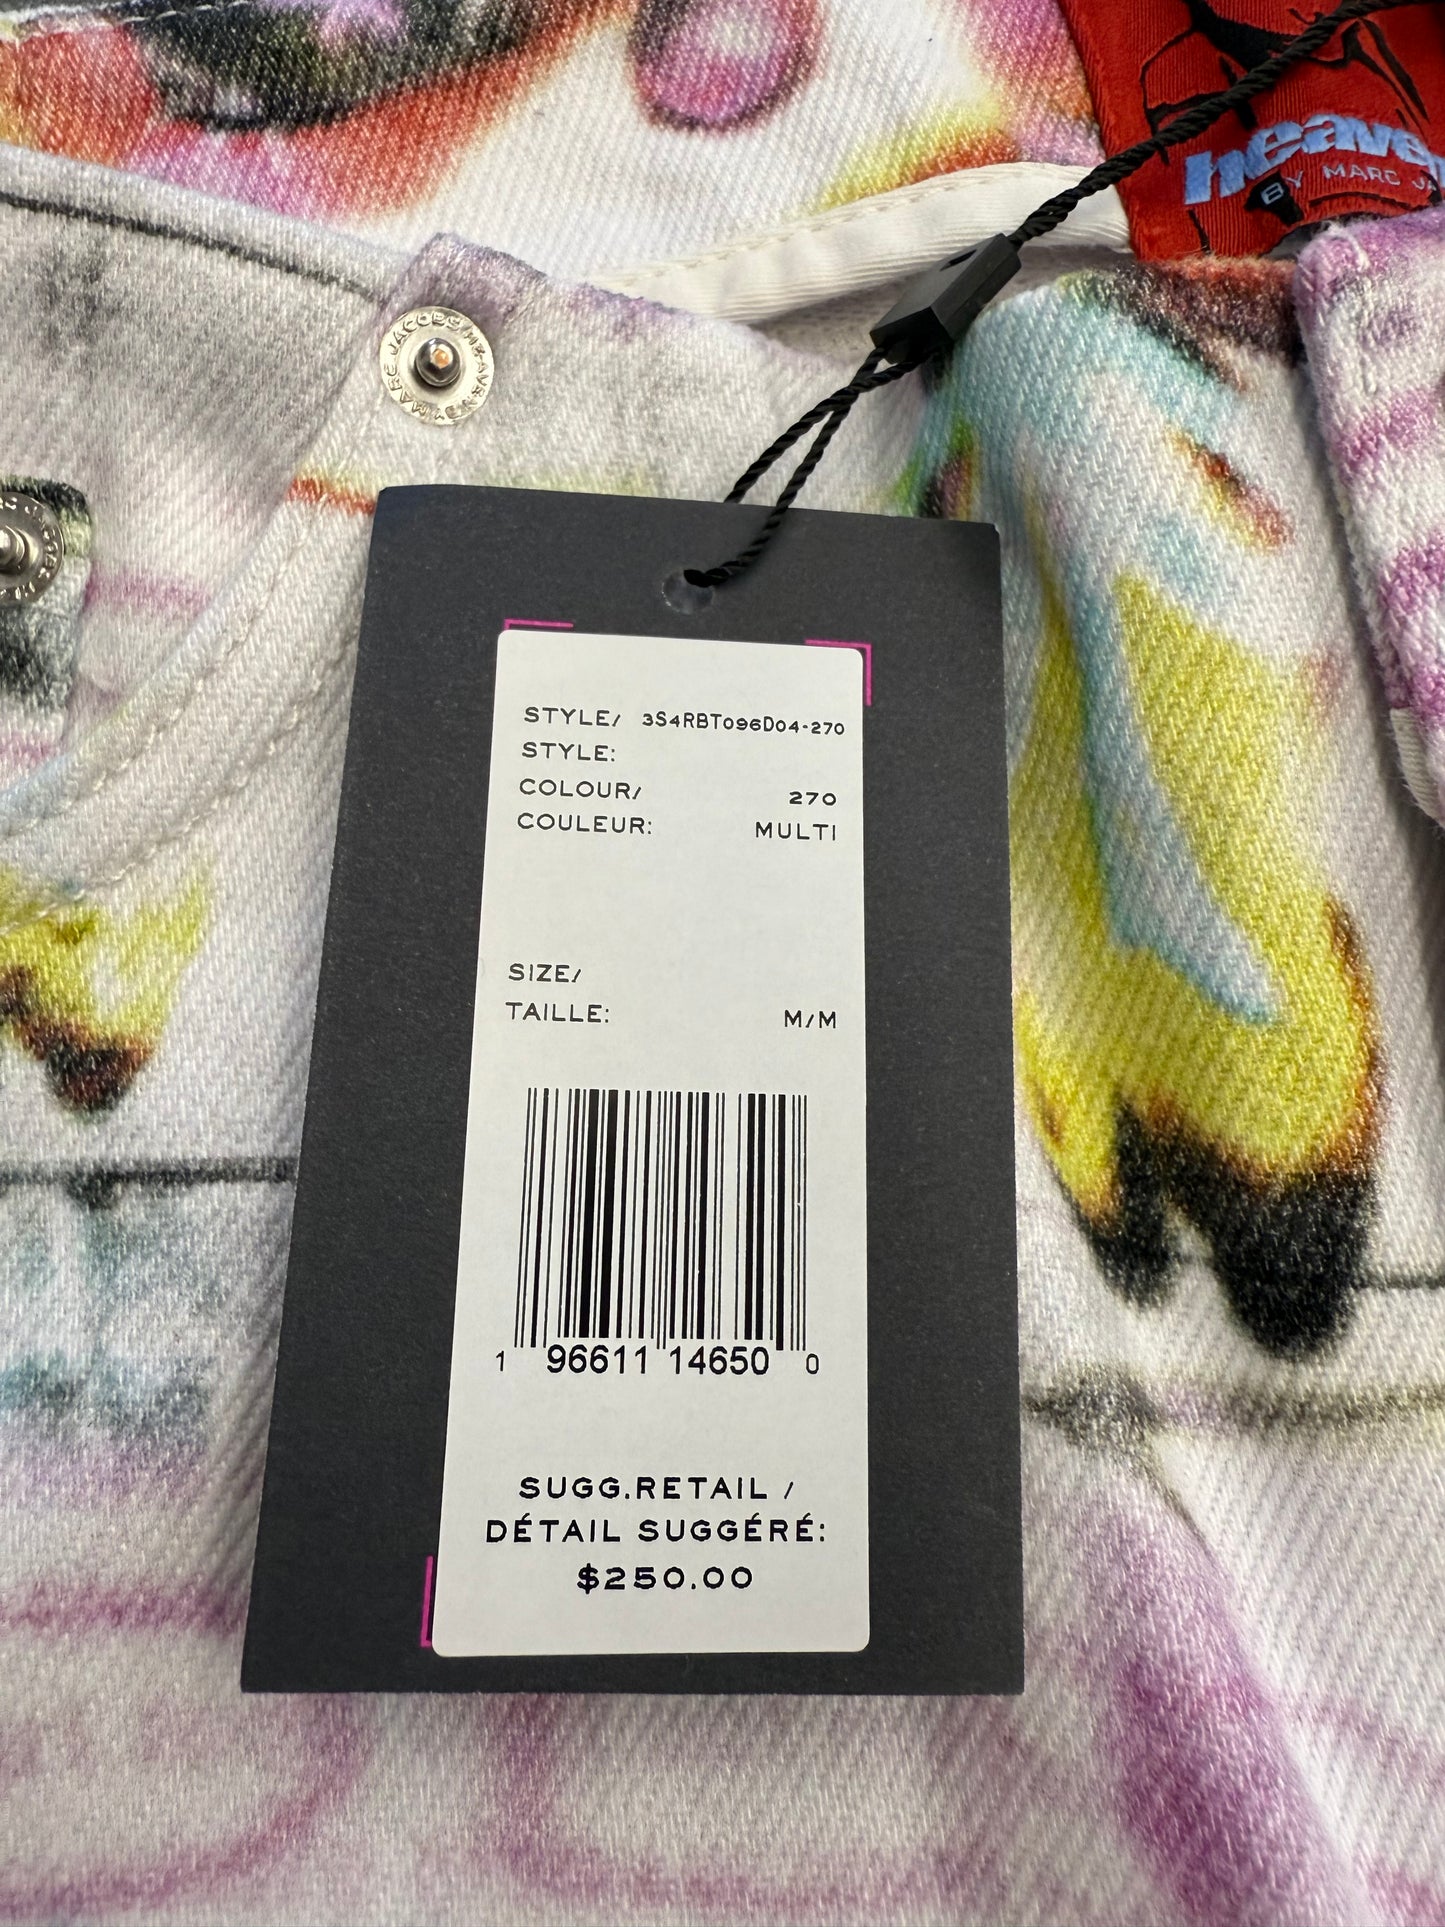 heaven
BY MARC JA
MARC JACOBS/HEAVEN BY
STYLE/ 3S4RBT096D04-270
STYLE:
COLOUR/ 270
COULEUR: MULTI
SIZE/
TAILLE: M/M
1 96611 14650 0
SUGG.RETAIL /
DÉTAIL SUGGÉRÉ:
$250.00